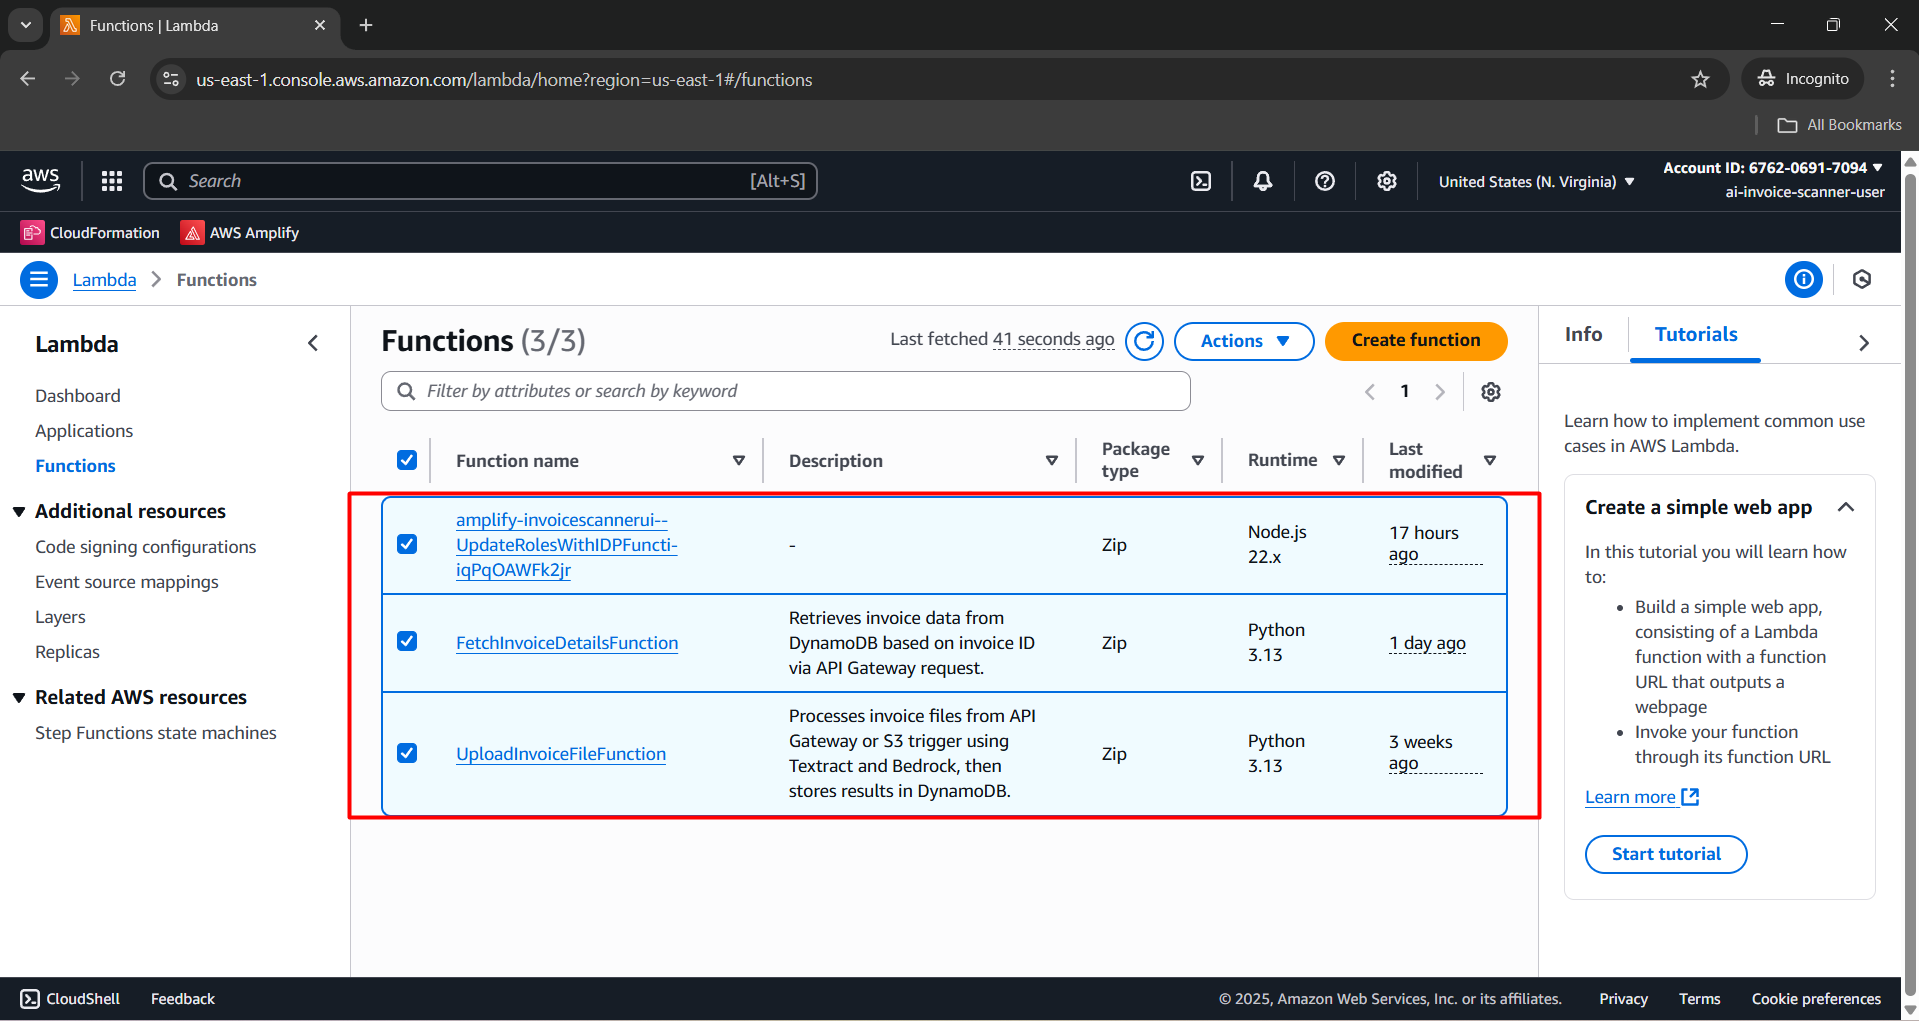 Functions | Lambda
us-east-1.console.aws.amazon.com/lambda/home?region=us-east-1#/functions
Incognito
All Bookmarks
aws
Search
[Alt+S]
United States (N. Virginia)
Account ID: 6762-0691-7094
ai-invoice-scanner-user
CloudFormation
AWS Amplify
Lambda
Functions
Lambda
Dashboard
Applications
Functions
Additional resources
Code signing configurations
Event source mappings
Layers
Replicas
Related AWS resources
Step Functions state machines
Functions (3/3)
Last fetched 41 seconds ago
Actions
Create function
Filter by attributes or search by keyword
1
Function name
Description
Package
type
Runtime
Last
modified
amplify-invoicescannerui--
UpdateRolesWithIDPFuncti-
iqPqOAWFk2jr
-
Zip
Node.js
22.x
17 hours
ago
FetchInvoiceDetailsFunction
Retrieves invoice data from
DynamoDB based on invoice ID
via API Gateway request.
Zip
Python
3.13
1 day ago
UploadInvoiceFileFunction
Processes invoice files from API
Gateway or S3 trigger using
Textract and Bedrock, then
stores results in DynamoDB.
Zip
Python
3.13
3 weeks
ago
Info
Tutorials
Learn how to implement common use
cases in AWS Lambda.
Create a simple web app
In this tutorial you will learn how
to:
• Build a simple web app,
consisting of a Lambda
function with a function
URL that outputs a
webpage
• Invoke your function
through its function URL
Learn more
Start tutorial
CloudShell
Feedback
© 2025, Amazon Web Services, Inc. or its affiliates.
Privacy
Terms
Cookie preferences